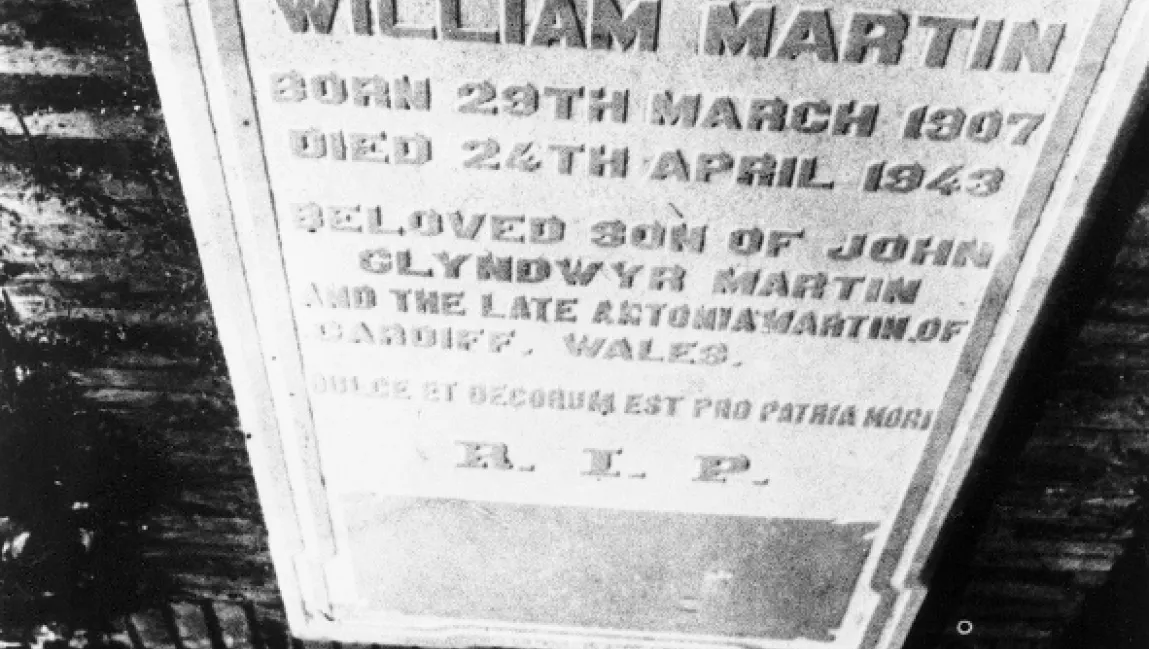 WILLIAM MARTIN
BORN 29TH MARCH 1907
DIED 24TH APRIL 1943
BELOVED SON OF JOHN
GLYNDWYR MARTIN
AND THE LATE ANTONIA MARTIN, OF
CARDIFF, WALES.
DULCE ET DECORUM EST PRO PATRIA MORI
R. I. P.